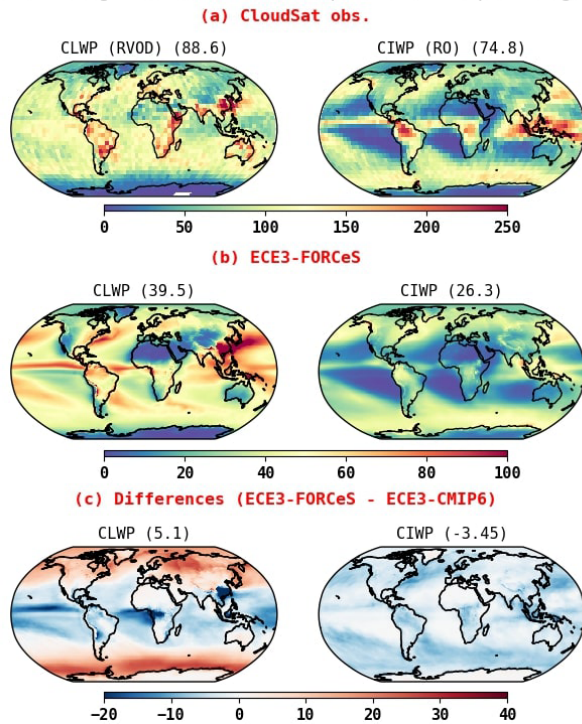 (a) CloudSat obs.
CLWP (RVOD) (88.6) CIWP (RO) (74.8)
0 50 100 150 200 250
(b) ECE3-FORCeS
CLWP (39.5) CIWP (26.3)
0 20 40 60 80 100
(c) Differences (ECE3-FORCeS - ECE3-CMIP6)
CLWP (5.1) CIWP (-3.45)
−20 −10 0 10 20 30 40